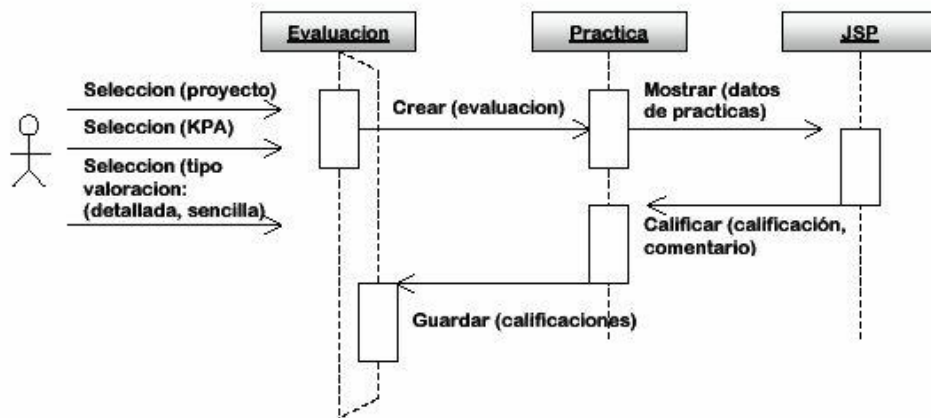 Evaluacion
Practica
JSP
Seleccion (proyecto)
Seleccion (KPA)
Seleccion (tipo
valoracion:
(detallada, sencilla)
Crear (evaluacion)
Mostrar (datos
de practicas)
Calificar (calificación,
comentario)
Guardar (calificaciones)